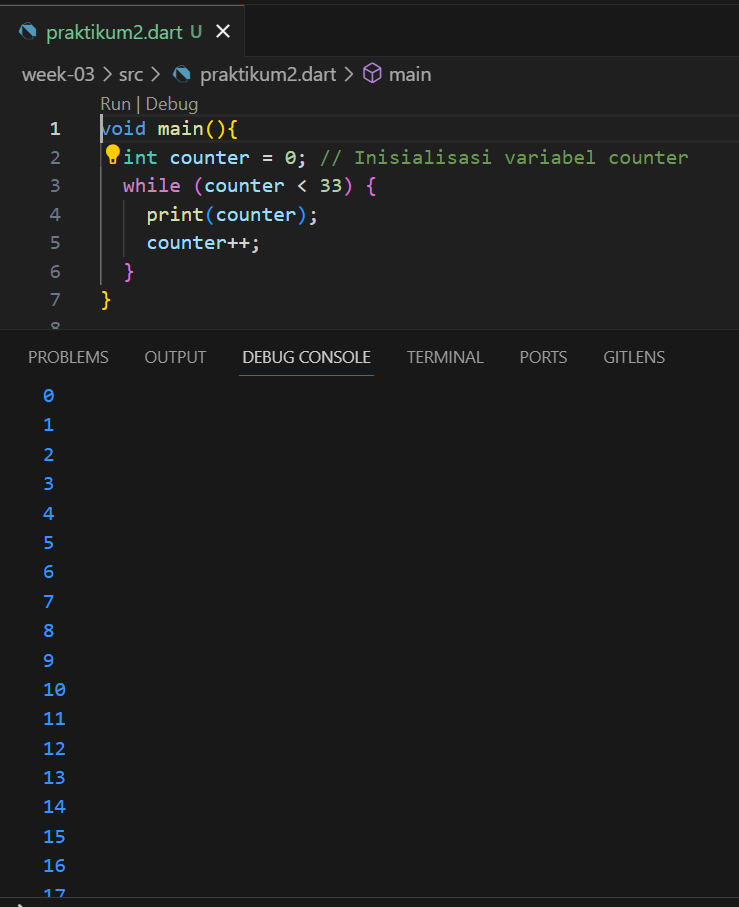 praktikum2.dart U
week-03 > src > praktikum2.dart > main
Run | Debug
1 void main(){
2 int counter = 0; // Inisialisasi variabel counter
3 while (counter < 33) {
4 print(counter);
5 counter++;
6 }
7 }
8
PROBLEMS OUTPUT DEBUG CONSOLE TERMINAL PORTS GITLENS
0
1
2
3
4
5
6
7
8
9
10
11
12
13
14
15
16
17